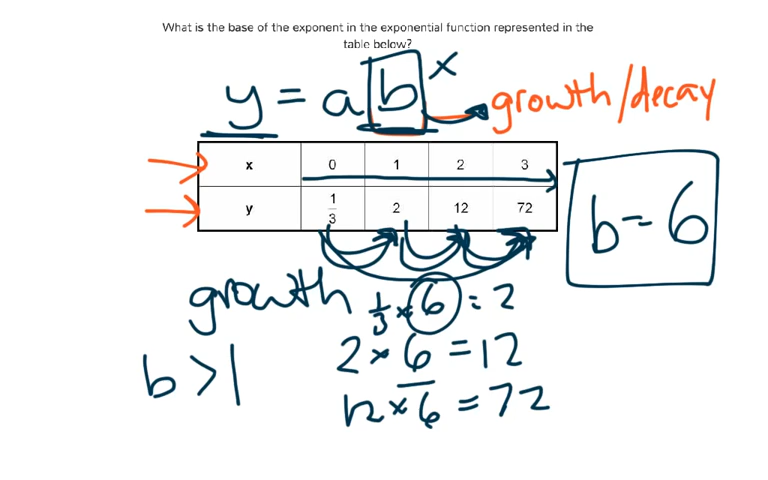 What is the base of the exponent in the exponential function represented in the
table below?
y = a b^x
growth/decay
x 0 1 2 3
y 1/3 2 12 72
b = 6
growth 1/3 × 6 = 2
2 × 6 = 12
b > 1
12 × 6 = 72